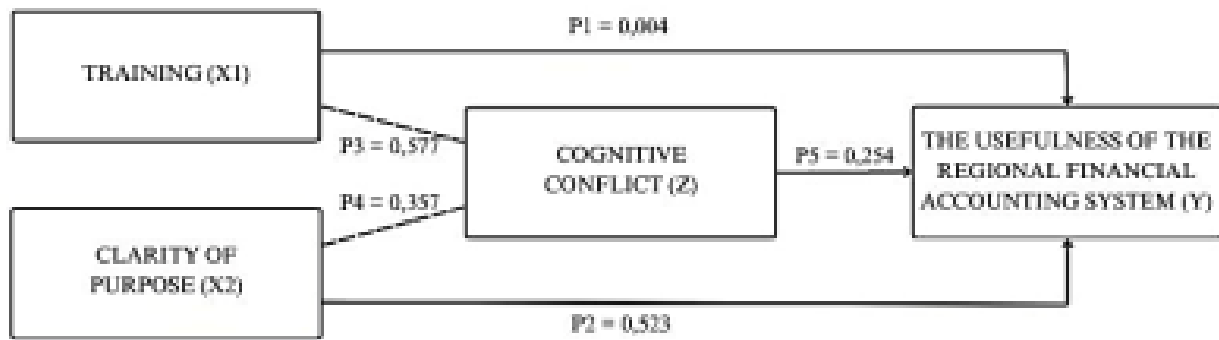 P1 = 0,004
TRAINING (X1)
P3 = 0,577
COGNITIVE
CONFLICT (Z)
P5 = 0,254
THE USEFULNESS OF THE
REGIONAL FINANCIAL
ACCOUNTING SYSTEM (Y)
P4 = 0,357
CLARITY OF
PURPOSE (X2)
P2 = 0,523